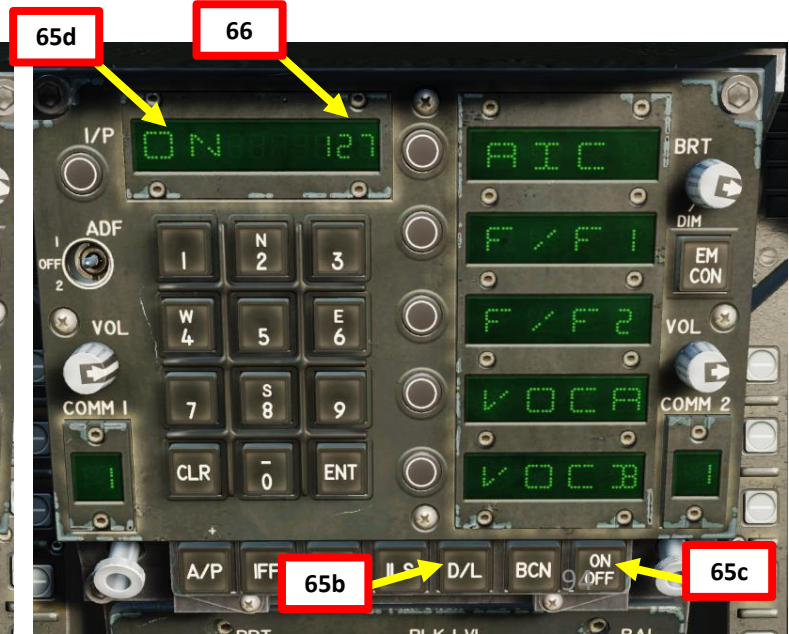 65d
66
I/P
ON 127
AIC
BRT
ADF
1
OFF
2
DIM
1
N
2
3
F/F1
EM
CON
W
4
5
E
6
F/F2
VOL
VOL
7
S
8
9
VOCA
COMM 1
COMM 2
1
CLR
-
0
ENT
VOCB
1
A/P
IFF
ILS
D/L
BCN
ON
OFF
94
65b
65c